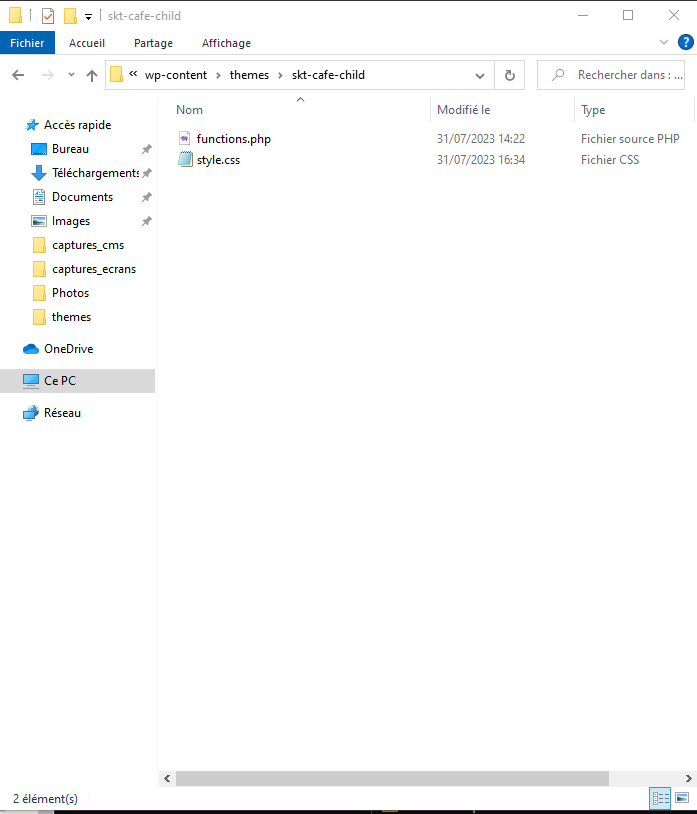 skt-cafe-child
Fichier Accueil Partage Affichage ?
« wp-content > themes > skt-cafe-child Rechercher dans : ...
Nom Modifié le Type
functions.php 31/07/2023 14:22 Fichier source PHP
style.css 31/07/2023 16:34 Fichier CSS
Accès rapide
Bureau
Téléchargements
Documents
Images
captures_cms
captures_ecrans
Photos
themes
OneDrive
Ce PC
Réseau
2 élément(s)